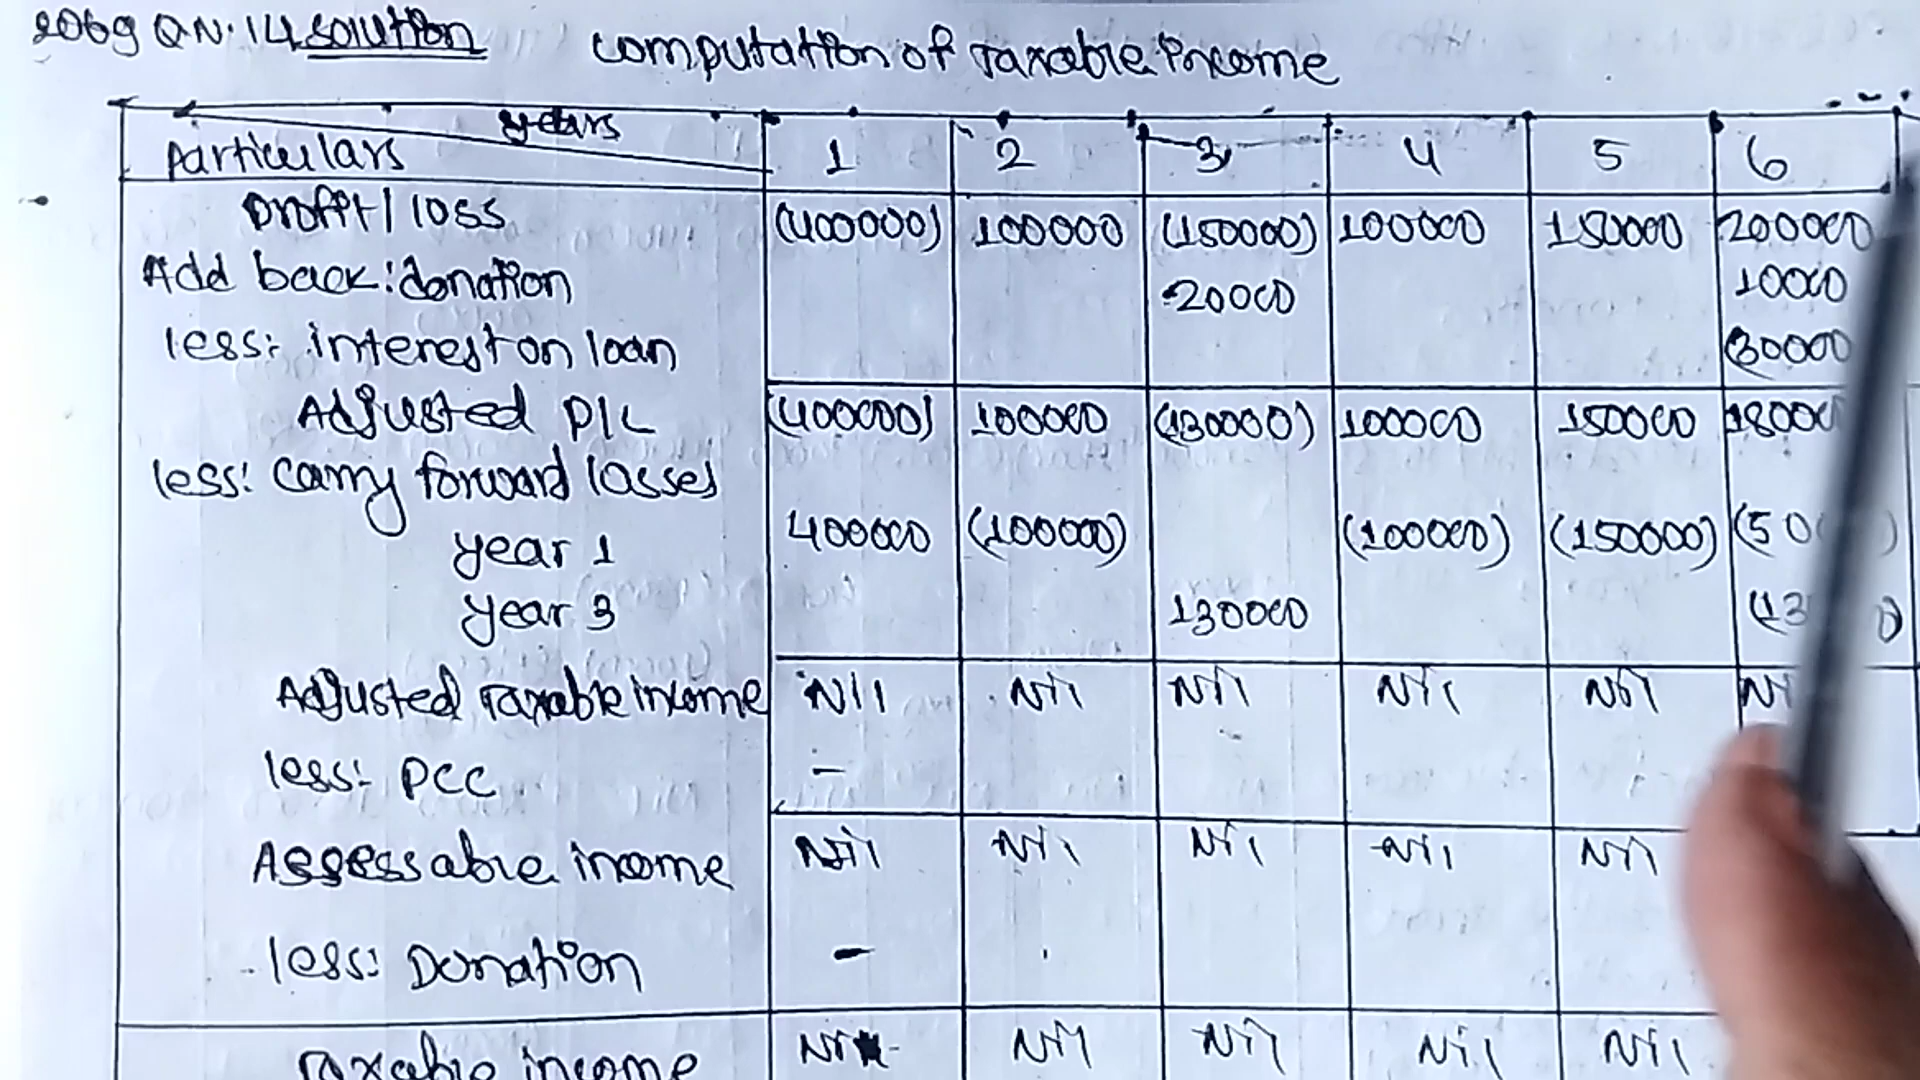 2069 Q.N.14 solution computation of Taxable Income
years
particulars 1 2 3 4 5 6
profit/loss (400000) 100000 (150000) 100000 150000 200000
Add back: donation 20000 10000
less: interest on loan (30000
Adjusted P/L (400000) 100000 (130000) 100000 150000
less: carry forward losses
year 1 400000 (100000) (100000) (150000)
year 3 130000
Adjusted Taxable income Nil Nil Nil Nil Nil
less: PCC -
Assessable income Nil Nil Nil Nil Nil
less: Donation -
Taxable income Nil Nil Nil Nil Nil